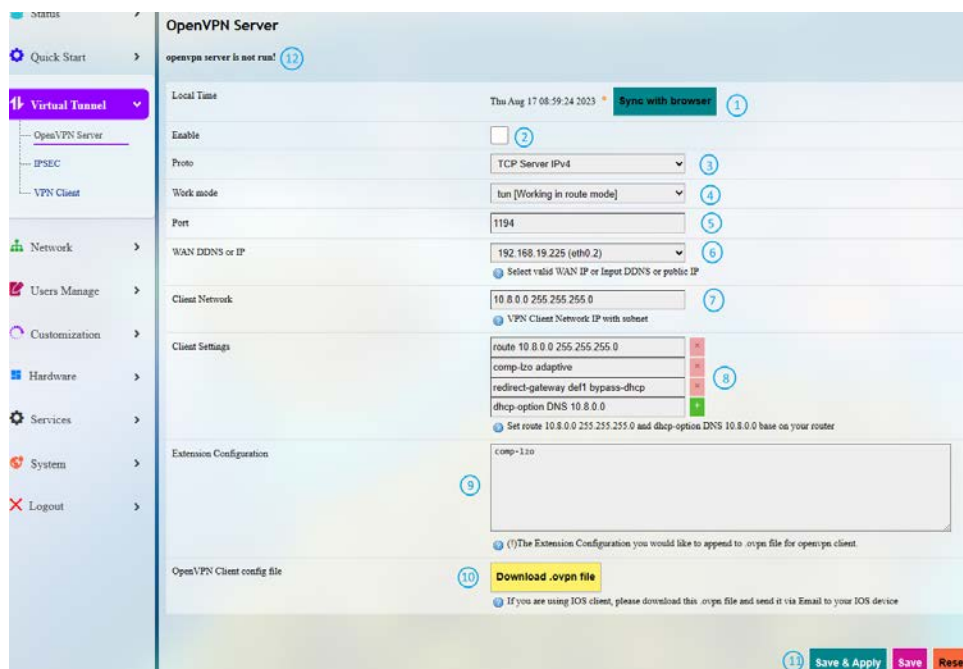 Status
OpenVPN Server
Quick Start
openvpn server is not run! 12
Virtual Tunnel
OpenVPN Server
IPSEC
VPN Client
Network
Users Manage
Customization
Hardware
Services
System
Logout
Local Time
Thu Aug 17 08:59:24 2023 * Sync with browser 1
Enable 2
Proto TCP Server IPv4 3
Work mode tun [Working in route mode] 4
Port 1194 5
WAN DDNS or IP 192.168.19.225 (eth0.2) 6
Select valid WAN IP or Input DDNS or public IP
Client Network 10.8.0.0 255.255.255.0 7
VPN Client Network IP with subnet
Client Settings route 10.8.0.0 255.255.255.0 ×
comp-lzo adaptive × 8
redirect-gateway def1 bypass-dhcp ×
dhcp-option DNS 10.8.0.0 +
Set route 10.8.0.0 255.255.255.0 and dhcp-option DNS 10.8.0.0 base on your router
Extension Configuration comp-lzo
9
(!)The Extension Configuration you would like to append to .ovpn file for openvpn client.
OpenVPN Client config file 10 Download .ovpn file
If you are using IOS client, please download this .ovpn file and send it via Email to your IOS device
11 Save & Apply Save Rese